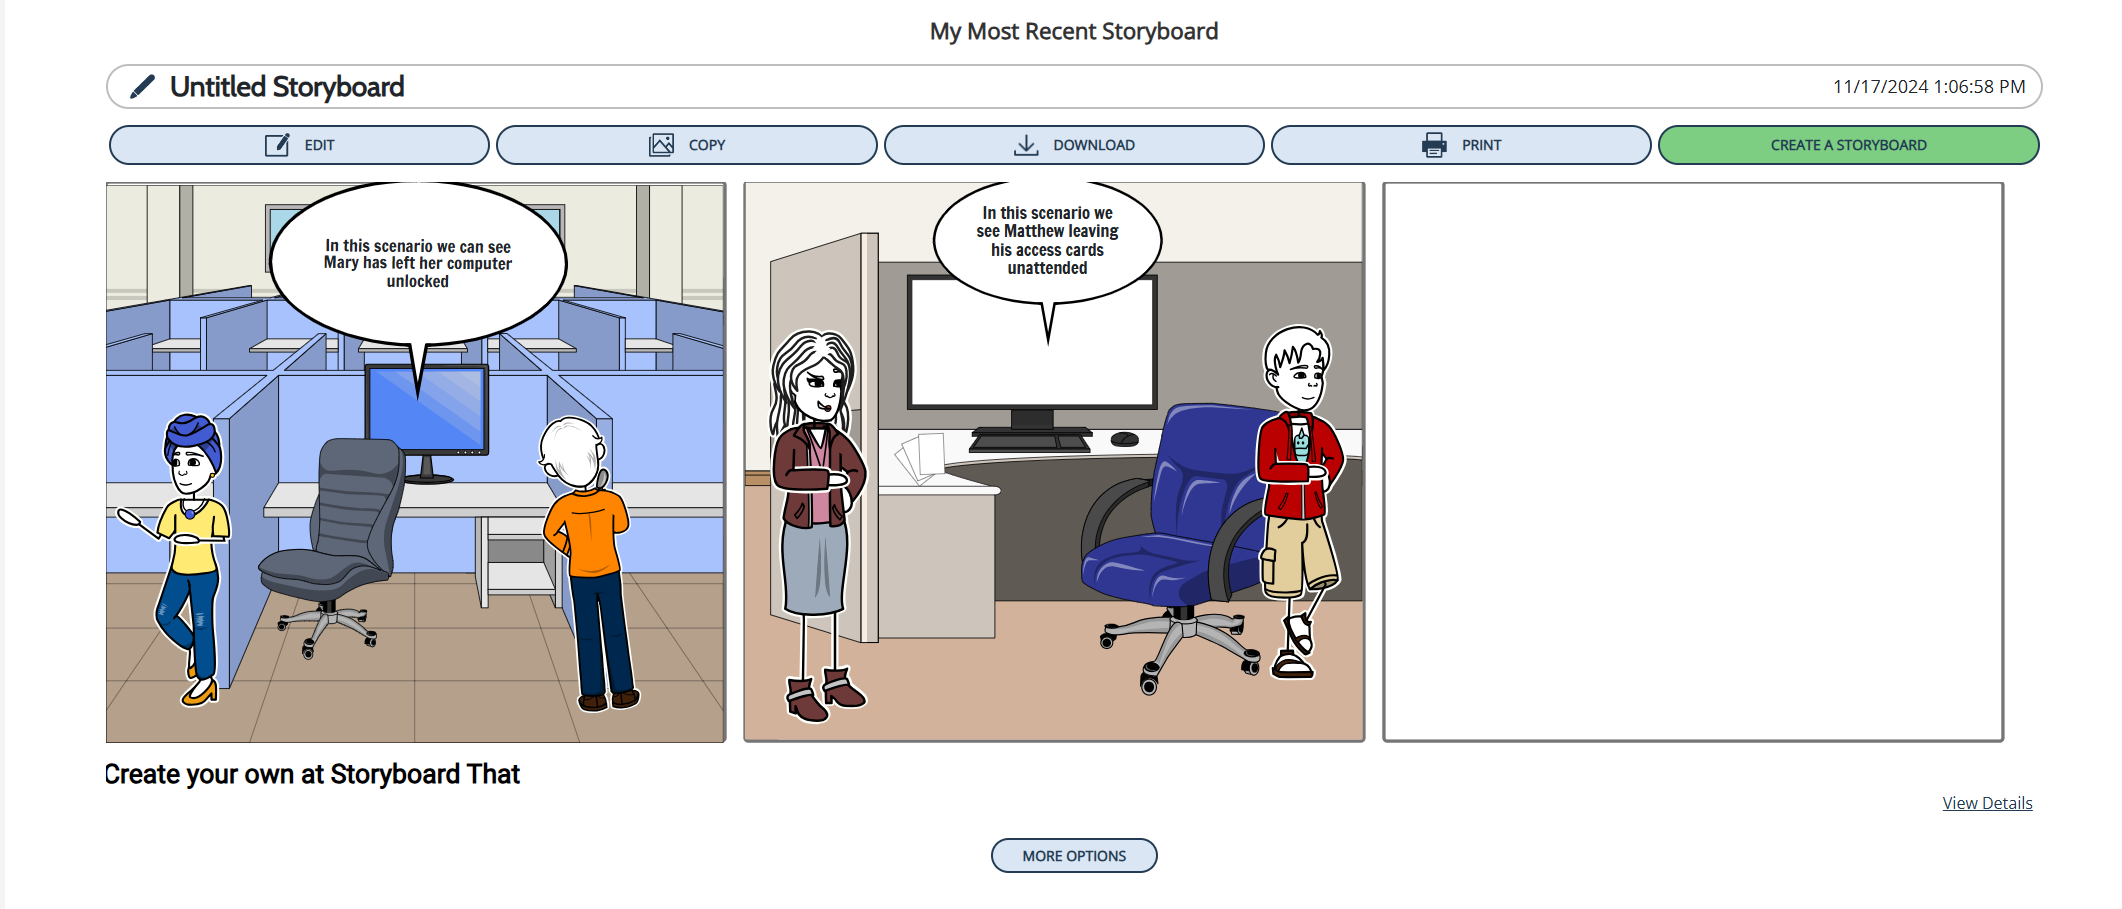 My Most Recent Storyboard
Untitled Storyboard
11/17/2024 1:06:58 PM
EDIT
COPY
DOWNLOAD
PRINT
CREATE A STORYBOARD
In this scenario we can see
Mary has left her computer
unlocked
In this scenario we
see Matthew leaving
his access cards
unattended
Create your own at Storyboard That
View Details
MORE OPTIONS